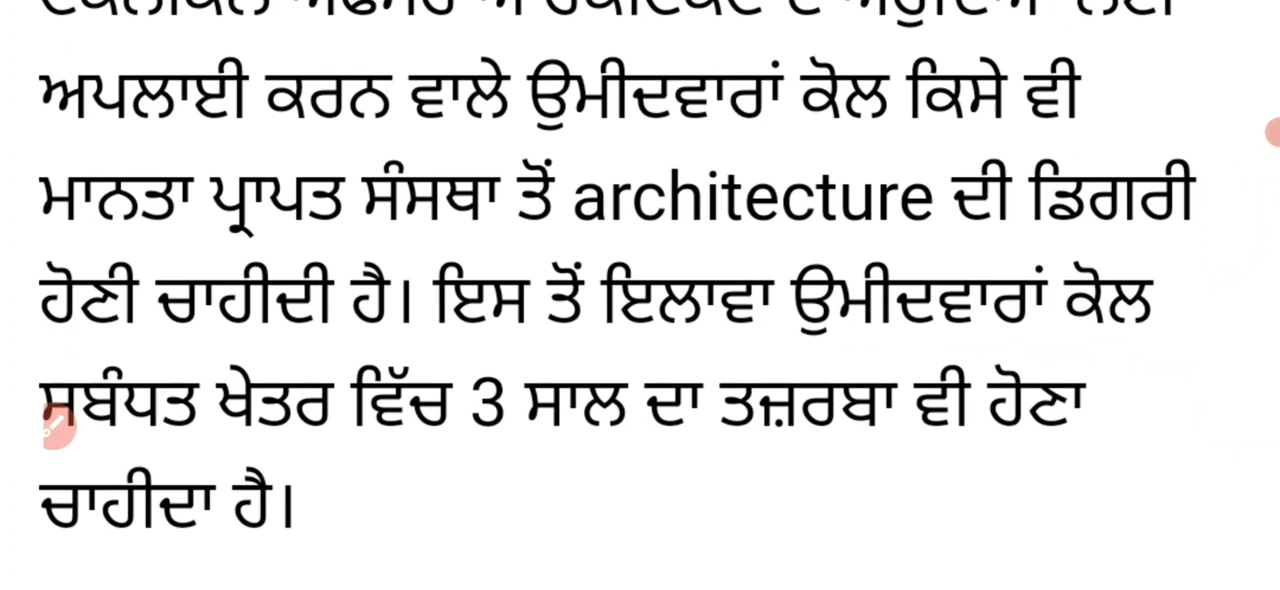 ਅਪਲਾਈ ਕਰਨ ਵਾਲੇ ਉਮੀਦਵਾਰਾਂ ਕੋਲ ਕਿਸੇ ਵੀ
ਮਾਨਤਾ ਪ੍ਰਾਪਤ ਸੰਸਥਾ ਤੋਂ architecture ਦੀ ਡਿਗਰੀ
ਹੋਣੀ ਚਾਹੀਦੀ ਹੈ। ਇਸ ਤੋਂ ਇਲਾਵਾ ਉਮੀਦਵਾਰਾਂ ਕੋਲ
ਸਬੰਧਤ ਖੇਤਰ ਵਿੱਚ 3 ਸਾਲ ਦਾ ਤਜ਼ਰਬਾ ਵੀ ਹੋਣਾ
ਚਾਹੀਦਾ ਹੈ।